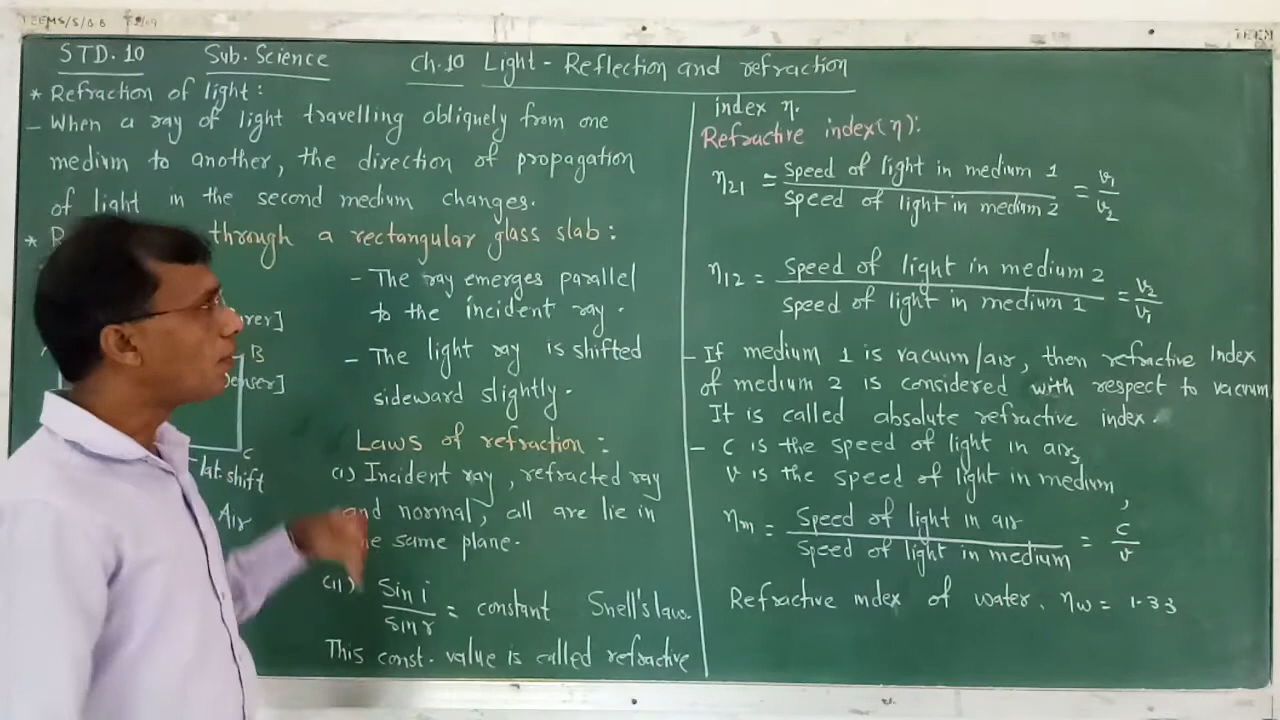 TEEMS/S/BB
TEEM
STD. 10 Sub. Science Ch. 10 Light - Reflection and refraction
* Refraction of light :
- When a ray of light travelling obliquely from one
medium to another, the direction of propagation
of light in the second medium changes.
* R through a rectangular glass slab :
rer]
B
Denser]
C
lat. shift
Air
- The ray emerges parallel
to the incident ray.
- The light ray is shifted
sideward slightly.
Laws of refraction :
(i) Incident ray, refracted ray
and normal, all are lie in
the same plane.
(ii) Sin i / sin r = constant Snell's law.
This const. value is called refractive
index η.
Refractive index (η):
η21 = Speed of light in medium 1 / Speed of light in medium 2 = v1 / v2
η12 = Speed of light in medium 2 / Speed of light in medium 1 = v2 / v1
- If medium 1 is vacuum/air, then refractive Index
of medium 2 is considered with respect to vacuum
It is called absolute refractive index.
- C is the speed of light in air,
v is the speed of light in medium,
ηm = Speed of light in air / Speed of light in medium = C / v
Refractive index of water. ηw = 1.33